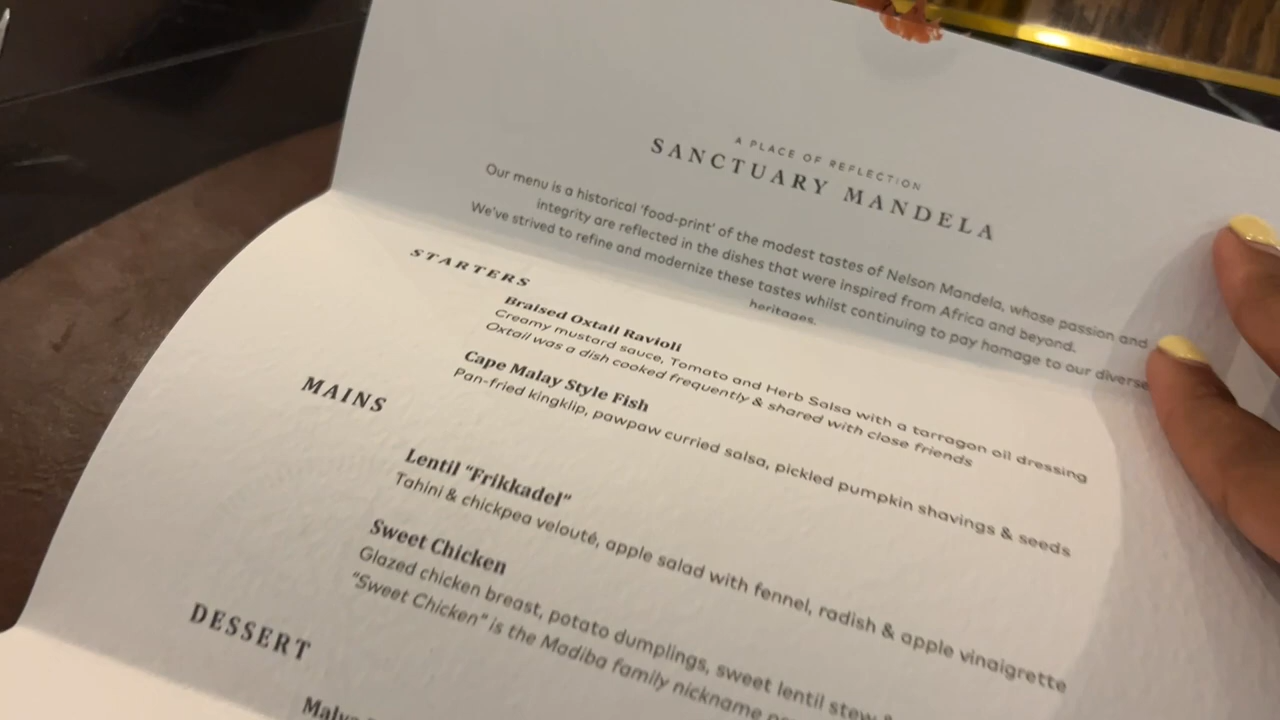 A PLACE OF REFLECTION
SANCTUARY MANDELA
Our menu is a historical 'food-print' of the modest tastes of Nelson Mandela, whose passion and
integrity are reflected in the dishes that were inspired from Africa and beyond.
We've strived to refine and modernize these tastes whilst continuing to pay homage to our diverse
heritages.
STARTERS
Braised Oxtail Ravioli
Creamy mustard sauce, Tomato and Herb Salsa with a tarragon oil dressing
Oxtail was a dish cooked frequently & shared with close friends
Cape Malay Style Fish
Pan-fried kingklip, pawpaw curried salsa, pickled pumpkin shavings & seeds
MAINS
Lentil "Frikkadel"
Tahini & chickpea velouté, apple salad with fennel, radish & apple vinaigrette
Sweet Chicken
Glazed chicken breast, potato dumplings, sweet lentil stew &
"Sweet Chicken" is the Madiba family nickname
DESSERT